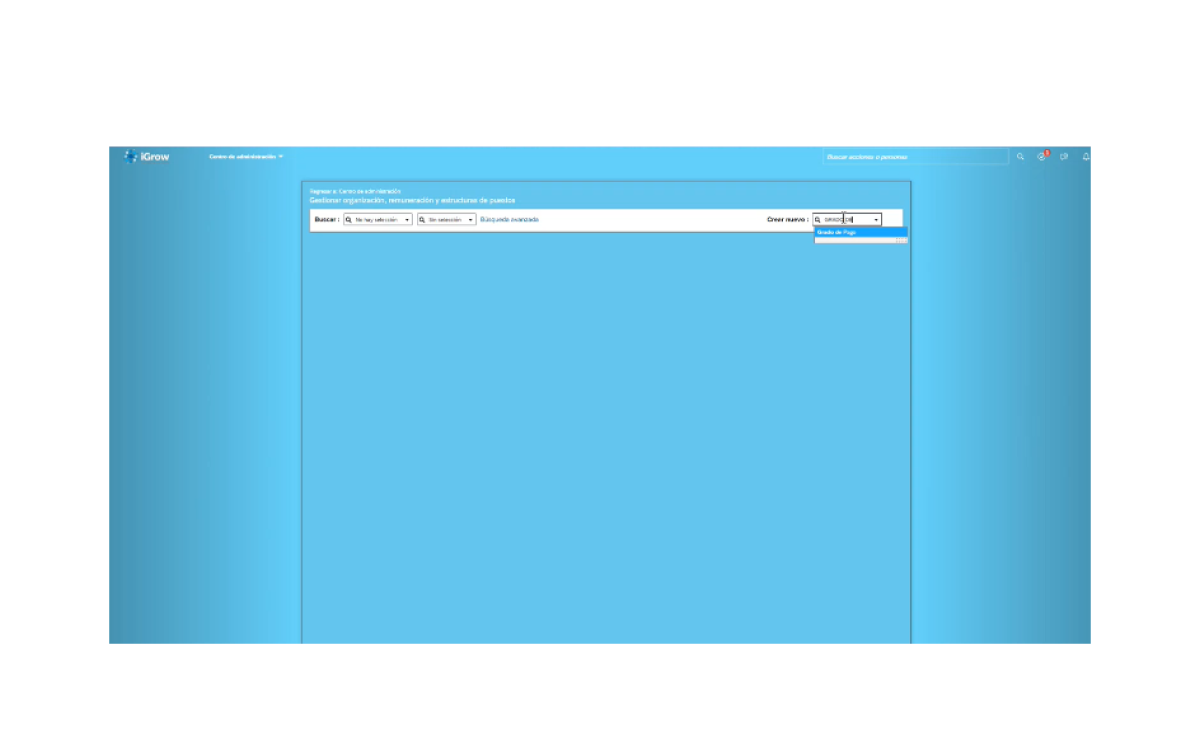 iGrow
Centro de administración
Buscar acciones o personas
Regresar a: Centro de administración
Gestionar organización, remuneración y estructuras de puestos
Buscar : No hay selección Sin selección Búsqueda avanzada
Crear nuevo : GRADO DE
Grado de Pago